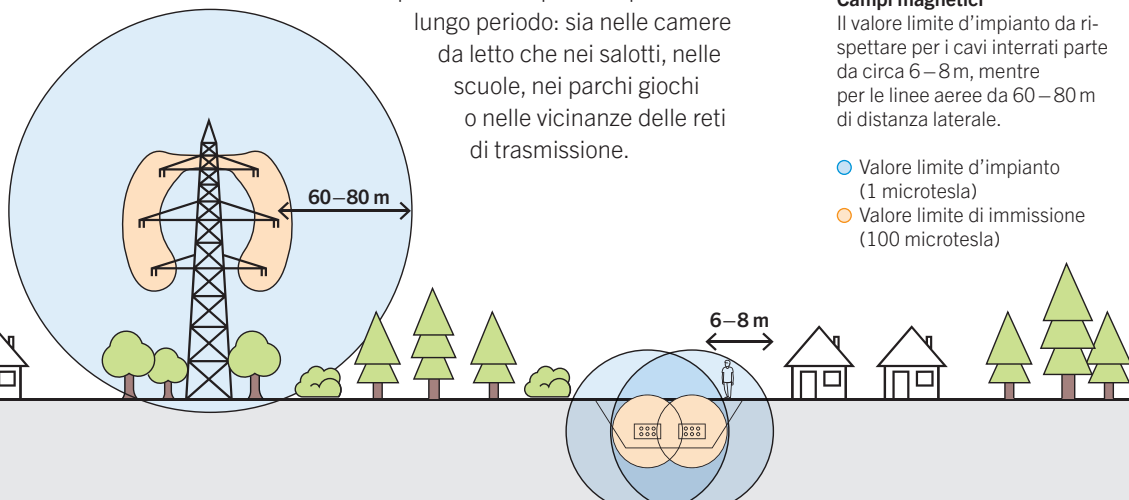 lungo periodo: sia nelle camere
da letto che nei salotti, nelle
scuole, nei parchi giochi
o nelle vicinanze delle reti
di trasmissione.
Campi magnetici
Il valore limite d’impianto da ri-
spettare per i cavi interrati parte
da circa 6–8 m, mentre
per le linee aeree da 60–80 m
di distanza laterale.
Valore limite d’impianto
(1 microtesla)
Valore limite di immissione
(100 microtesla)
60–80 m
6–8 m